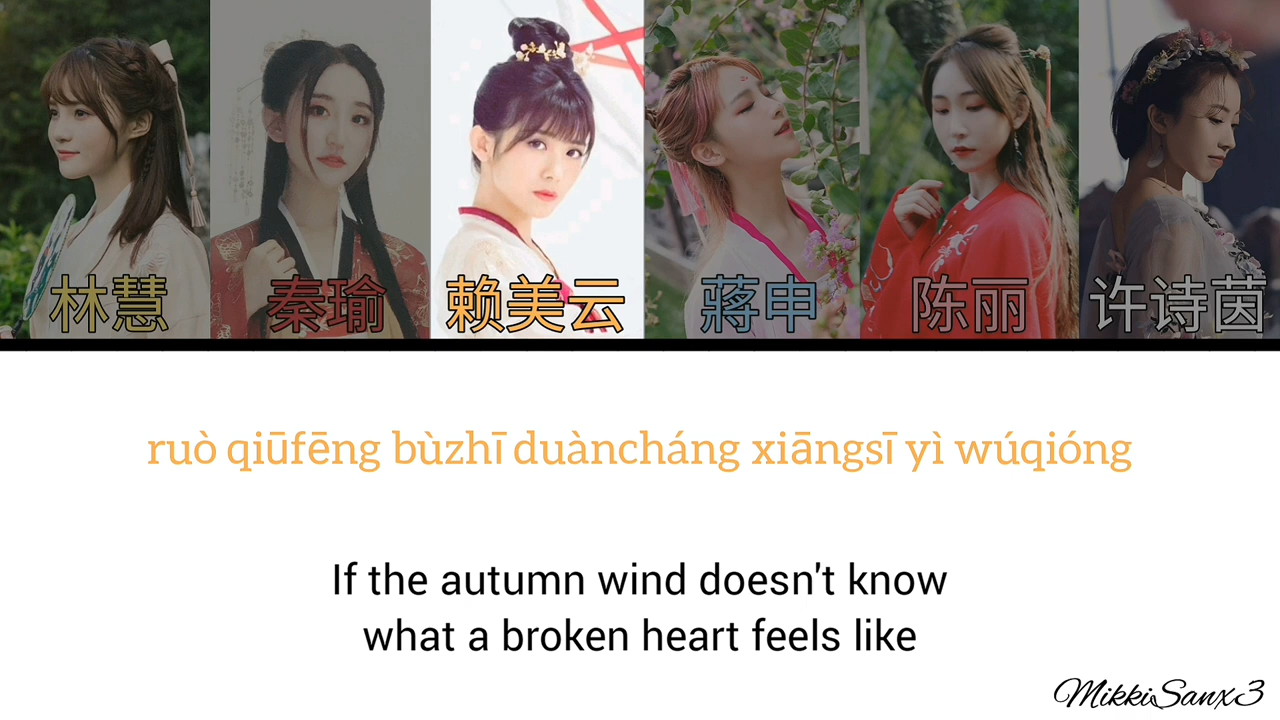 林慧 秦瑜 赖美云 蔣申 陈丽 许诗茵
ruò qiūfēng bùzhī duàncháng xiāngsī yì wúqióng
If the autumn wind doesn't know
what a broken heart feels like
MikkiSanx3